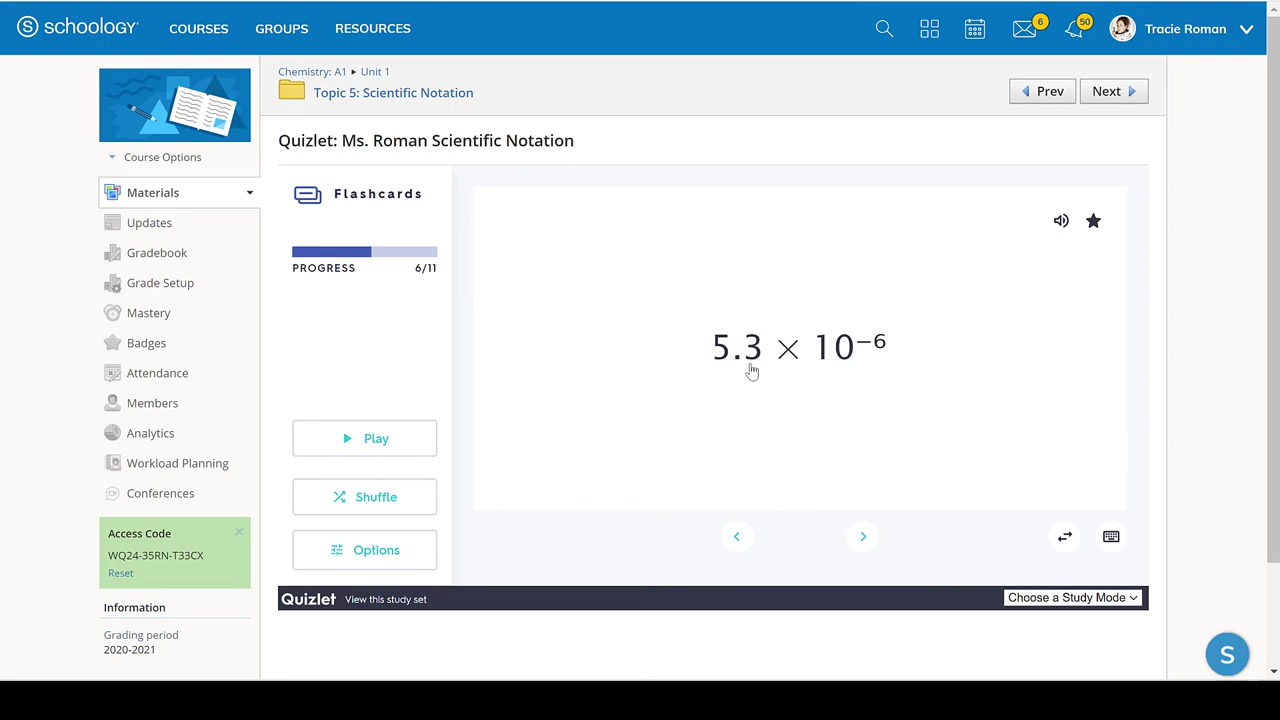 schoology
COURSES
GROUPS
RESOURCES
6
50
Tracie Roman
Course Options
Materials
Updates
Gradebook
Grade Setup
Mastery
Badges
Attendance
Members
Analytics
Workload Planning
Conferences
Access Code
WQ24-35RN-T33CX
Reset
Information
Grading period
2020-2021
Chemistry: A1 ▸ Unit 1
Topic 5: Scientific Notation
Prev
Next
Quizlet: Ms. Roman Scientific Notation
Flashcards
PROGRESS 6/11
Play
Shuffle
Options
5.3 × 10⁻⁶
Quizlet View this study set
Choose a Study Mode
S